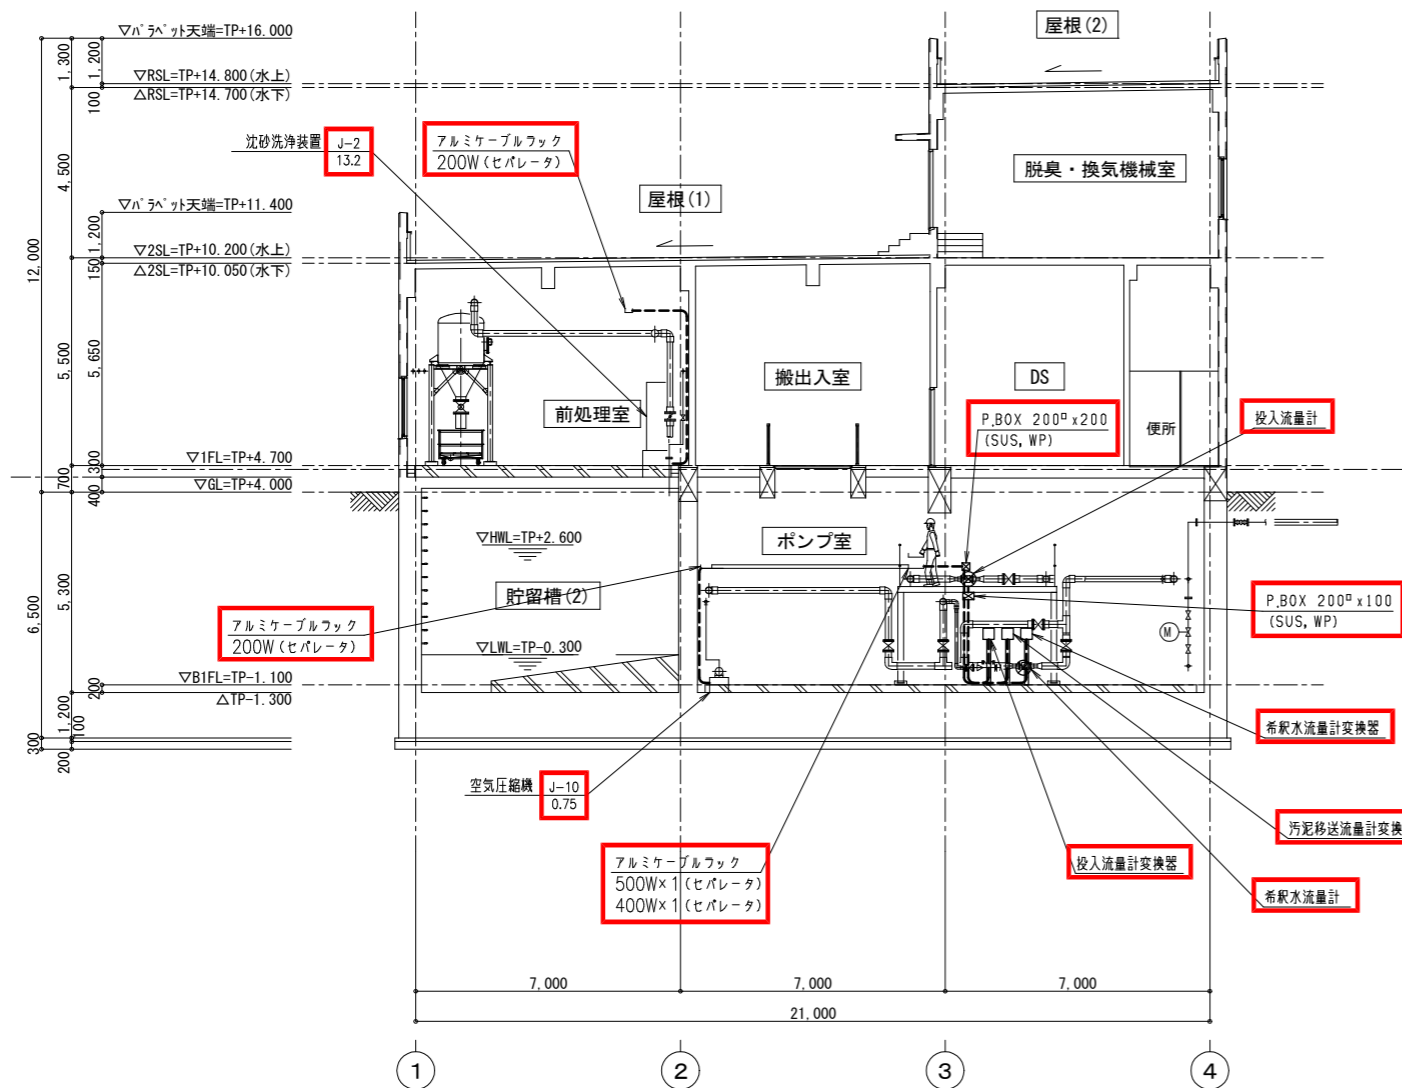 ▽パラペット天端=TP+16.000
屋根(2)
1,300
1,200
▽RSL=TP+14.800(水上)
△RSL=TP+14.700(水下)
100
沈砂洗浄装置
J-2
13.2
アルミケーブルラック
200W(セパレータ)
4,500
脱臭・換気機械室
屋根(1)
▽パラペット天端=TP+11.400
12,000
1,200
▽2SL=TP+10.200(水上)
△2SL=TP+10.050(水下)
150
5,500
5,650
搬出入室
DS
前処理室
P.BOX 200□x200
(SUS,WP)
投入流量計
便所
▽1FL=TP+4.700
300
700
▽GL=TP+4.000
400
▽HWL=TP+2.600
ポンプ室
貯留槽(2)
6,500
5,300
アルミケーブルラック
200W(セパレータ)
P.BOX 200□x100
(SUS,WP)
M
▽LWL=TP-0.300
▽B1FL=TP-1.100
200
△TP-1.300
1,200
100
300
200
希釈水流量計変換器
空気圧縮機
J-10
0.75
汚泥移送流量計変換
アルミケーブルラック
500W×1(セパレータ)
400W×1(セパレータ)
投入流量計変換器
希釈水流量計
7,000
7,000
7,000
21,000
1
2
3
4